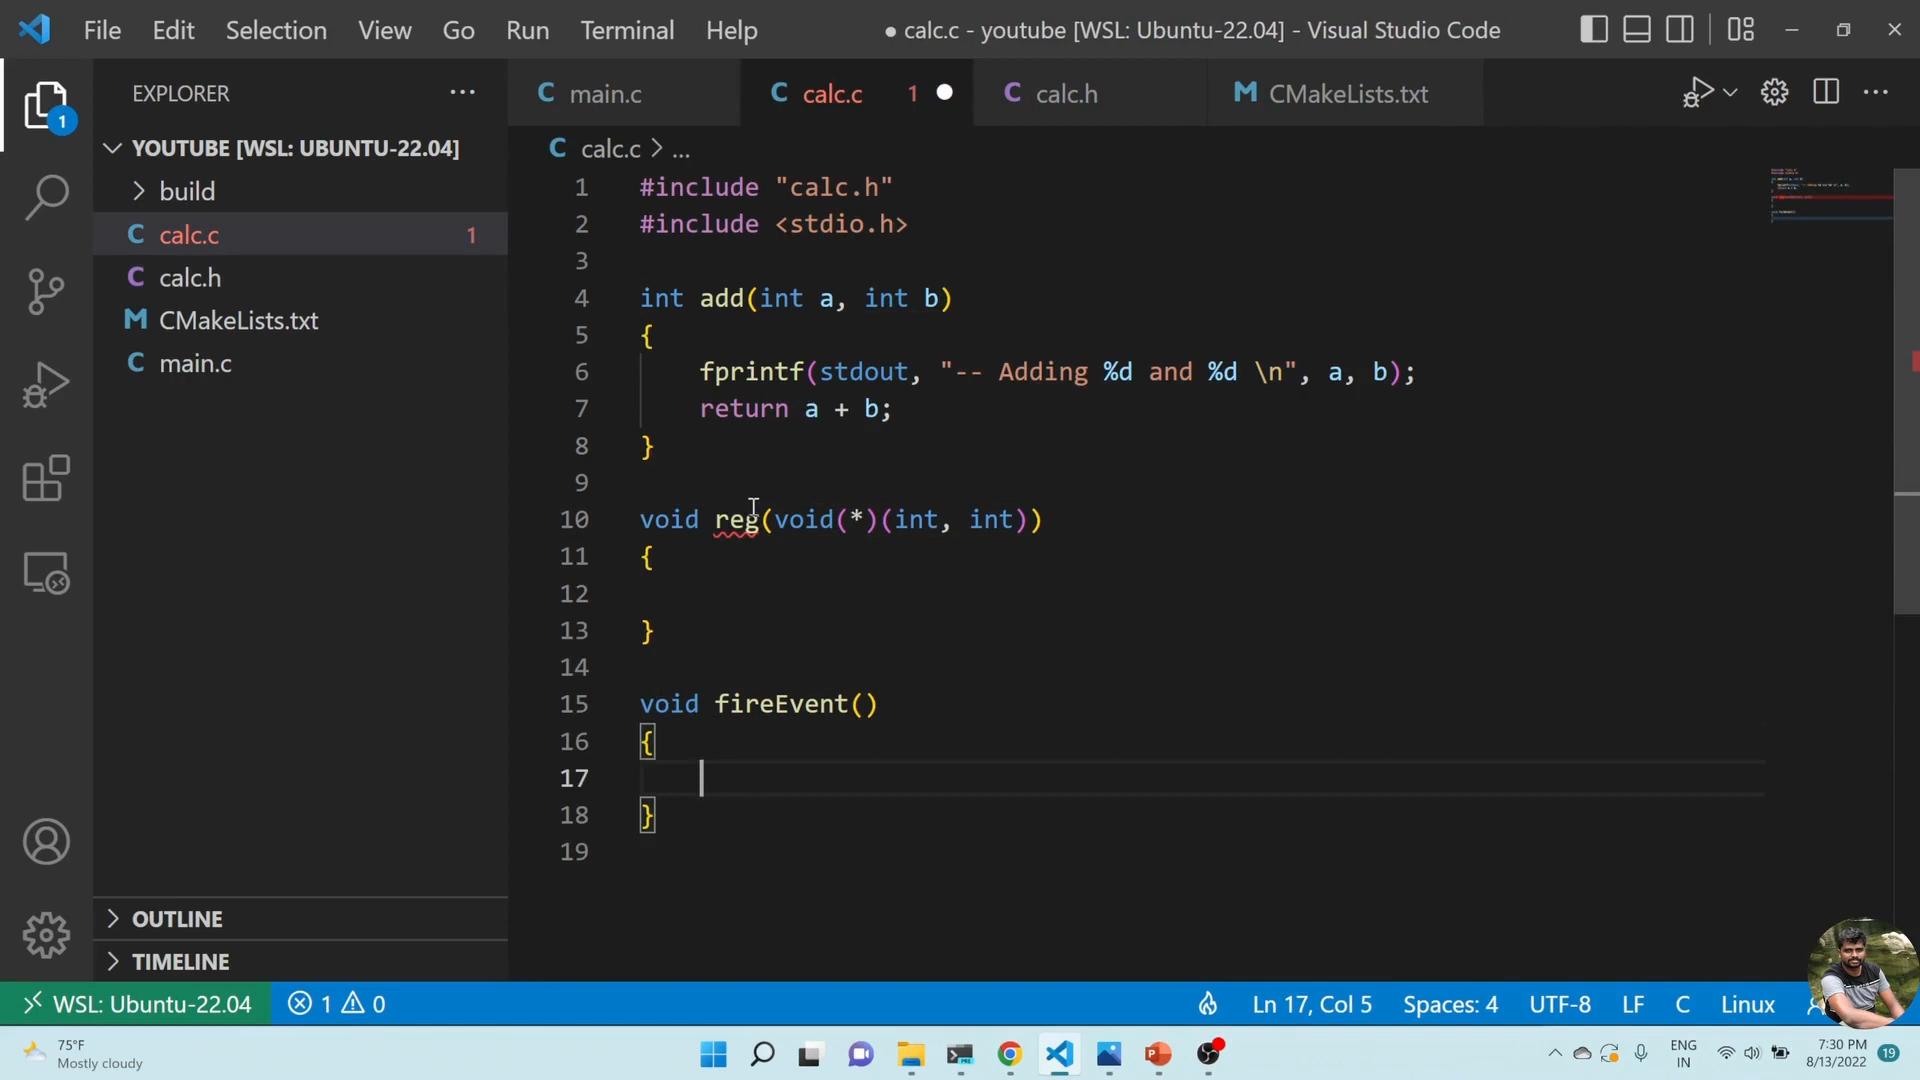 File Edit Selection View Go Run Terminal Help
● calc.c - youtube [WSL: Ubuntu-22.04] - Visual Studio Code
EXPLORER
1
YOUTUBE [WSL: UBUNTU-22.04]
build
C calc.c 1
C calc.h
M CMakeLists.txt
C main.c
OUTLINE
TIMELINE
C main.c
C calc.c 1
C calc.h
M CMakeLists.txt
C calc.c > ...
1 #include "calc.h"
2 #include <stdio.h>
3
4 int add(int a, int b)
5 {
6 fprintf(stdout, "-- Adding %d and %d \n", a, b);
7 return a + b;
8 }
9
10 void reg(void(*)(int, int))
11 {
12
13 }
14
15 void fireEvent()
16 {
17
18 }
19
WSL: Ubuntu-22.04 1 0
Ln 17, Col 5 Spaces: 4 UTF-8 LF C Linux
75°F
Mostly cloudy
ENG
IN
7:30 PM
8/13/2022
19